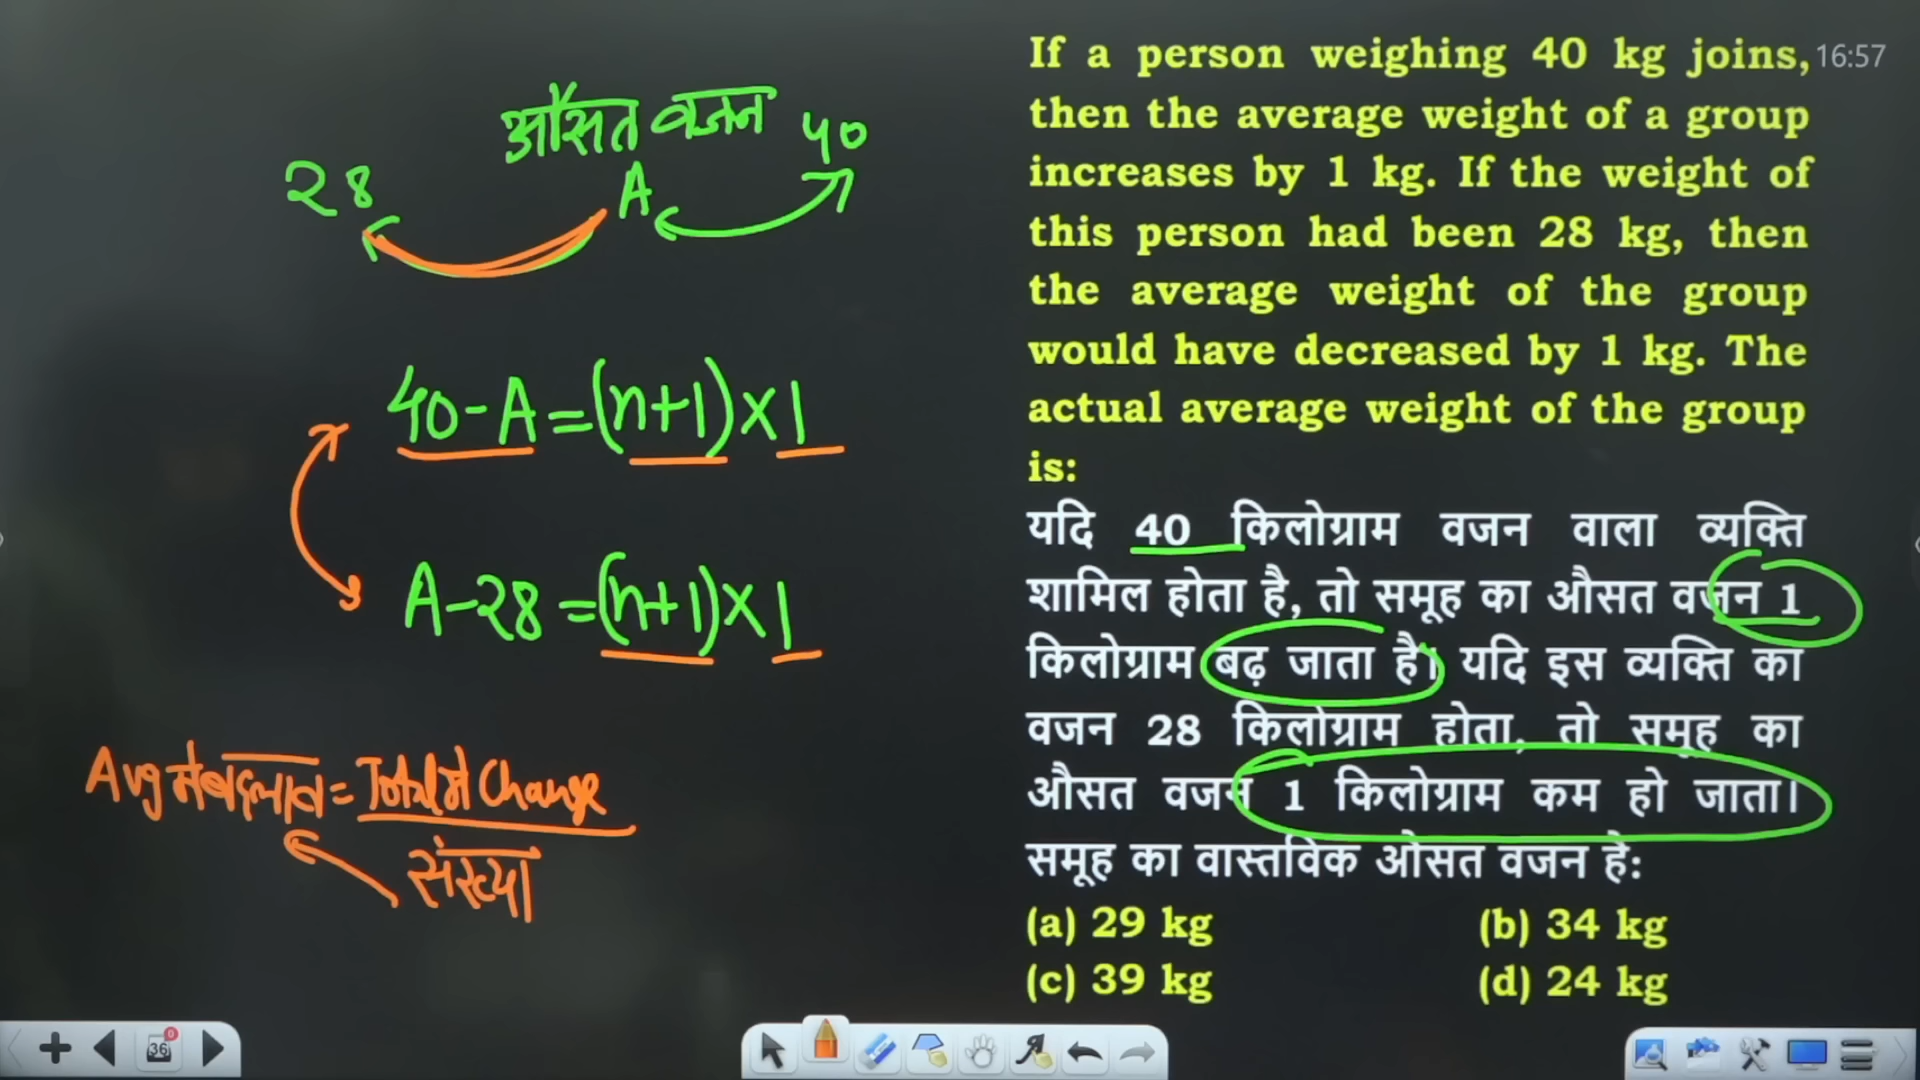 औसत वजन
28 A 40
40-A=(n+1)×1
A-28=(n+1)×1
Avg में बदलाव = Total में Change
संख्या
If a person weighing 40 kg joins,
16:57
then the average weight of a group
increases by 1 kg. If the weight of
this person had been 28 kg, then
the average weight of the group
would have decreased by 1 kg. The
actual average weight of the group
is:
यदि 40 किलोग्राम वजन वाला व्यक्ति
शामिल होता है, तो समूह का औसत वजन 1
किलोग्राम बढ़ जाता है। यदि इस व्यक्ति का
वजन 28 किलोग्राम होता, तो समूह का
औसत वजन 1 किलोग्राम कम हो जाता।
समूह का वास्तविक औसत वजन है:
(a) 29 kg (b) 34 kg
(c) 39 kg (d) 24 kg
36
0